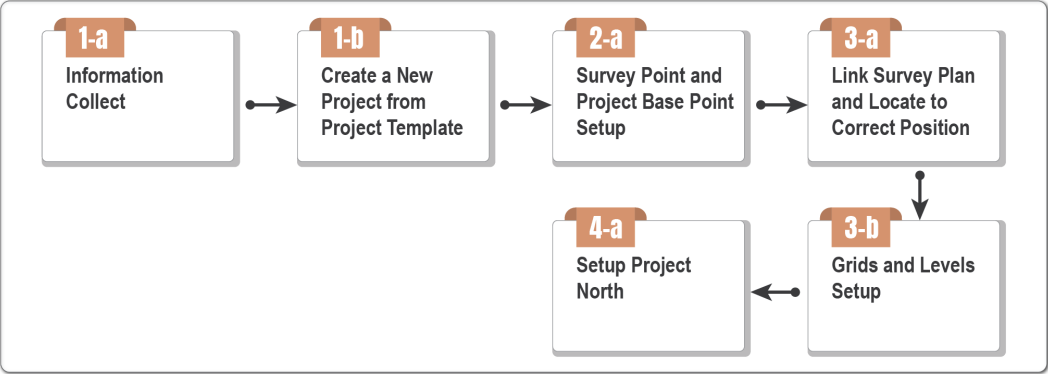 1-a
Information
Collect
1-b
Create a New
Project from
Project Template
2-a
Survey Point and
Project Base Point
Setup
3-a
Link Survey Plan
and Locate to
Correct Position
4-a
Setup Project
North
3-b
Grids and Levels
Setup